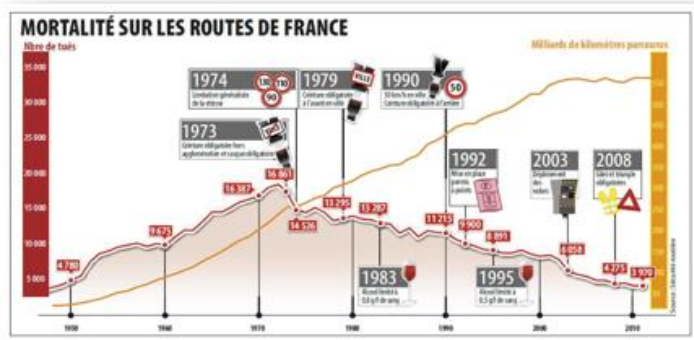 MORTALITÉ SUR LES ROUTES DE FRANCE
Nbre de tués
Milliards de kilomètres parcourus
35 000
30 000
25 000
20 000
15 000
10 000
5 000
1974
Limitation généralisée
de la vitesse
130
110
90
1979
Ceinture obligatoire
à l'avant en ville
VILLE
1990
50 km/h en ville
Ceinture obligatoire à l'arrière
50
1973
Ceinture obligatoire hors
agglomération et casque obligatoire
1992
Mise en place
permis
à points
2003
Déploiement
des
radars
2008
Gilet et triangle
obligatoires
4 780
9 675
16 387
16 861
14 526
13 295
13 287
11 215
9 900
6 891
6 058
4 275
3 970
1983
Alcool limité à
0,8 g/l de sang
1995
Alcool limité à
0,5 g/l de sang
1950
1960
1970
1980
1990
2000
2010